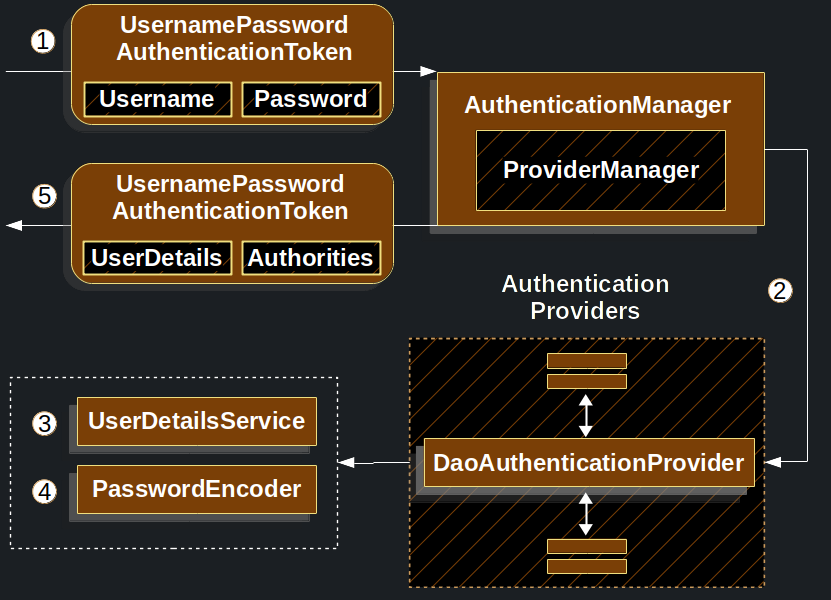 1
UsernamePassword
AuthenticationToken
Username
Password
AuthenticationManager
ProviderManager
5
UsernamePassword
AuthenticationToken
UserDetails
Authorities
2
Authentication
Providers
3
UserDetailsService
DaoAuthenticationProvider
4
PasswordEncoder